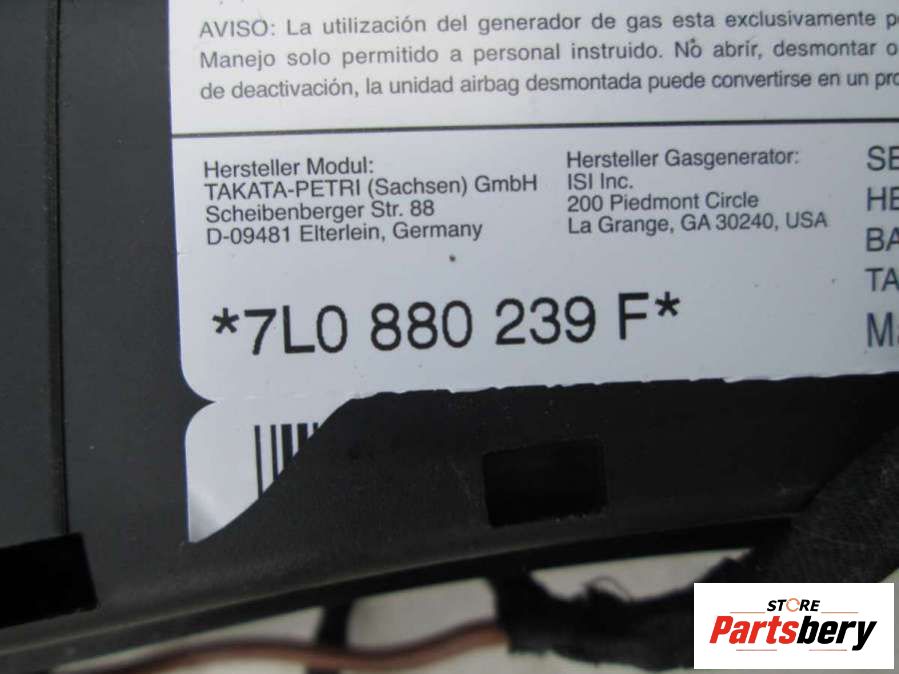 AVISO: La utilización del generador de gas esta exclusivamente
Manejo solo permitido a personal instruido. No abrir, desmontar o
de deactivación, la unidad airbag desmontada puede convertirse en un
Hersteller Modul:
TAKATA-PETRI (Sachsen) GmbH
Scheibenberger Str. 88
D-09481 Elterlein, Germany
Hersteller Gasgenerator:
ISI Inc.
200 Piedmont Circle
La Grange, GA 30240, USA
*7L0 880 239 F*
STORE
Partsbery